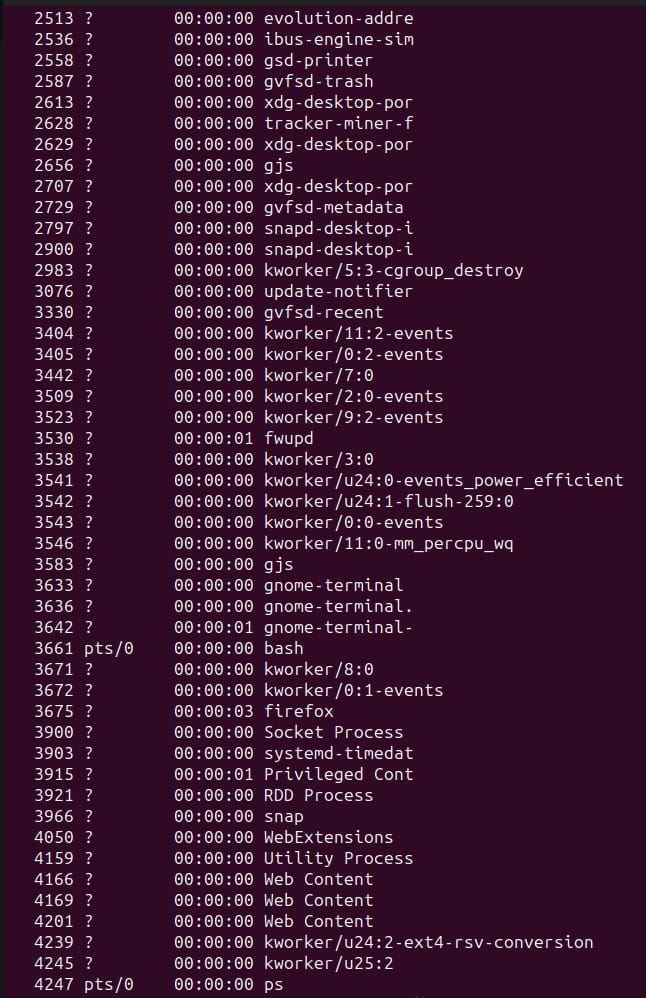 2513 ?        00:00:00 evolution-addre
2536 ?        00:00:00 ibus-engine-sim
2558 ?        00:00:00 gsd-printer
2587 ?        00:00:00 gvfsd-trash
2613 ?        00:00:00 xdg-desktop-por
2628 ?        00:00:00 tracker-miner-f
2629 ?        00:00:00 xdg-desktop-por
2656 ?        00:00:00 gjs
2707 ?        00:00:00 xdg-desktop-por
2729 ?        00:00:00 gvfsd-metadata
2797 ?        00:00:00 snapd-desktop-i
2900 ?        00:00:00 snapd-desktop-i
2983 ?        00:00:00 kworker/5:3-cgroup_destroy
3076 ?        00:00:00 update-notifier
3330 ?        00:00:00 gvfsd-recent
3404 ?        00:00:00 kworker/11:2-events
3405 ?        00:00:00 kworker/0:2-events
3442 ?        00:00:00 kworker/7:0
3509 ?        00:00:00 kworker/2:0-events
3523 ?        00:00:00 kworker/9:2-events
3530 ?        00:00:01 fwupd
3538 ?        00:00:00 kworker/3:0
3541 ?        00:00:00 kworker/u24:0-events_power_efficient
3542 ?        00:00:00 kworker/u24:1-flush-259:0
3543 ?        00:00:00 kworker/0:0-events
3546 ?        00:00:00 kworker/11:0-mm_percpu_wq
3583 ?        00:00:00 gjs
3633 ?        00:00:00 gnome-terminal
3636 ?        00:00:00 gnome-terminal.
3642 ?        00:00:01 gnome-terminal-
3661 pts/0    00:00:00 bash
3671 ?        00:00:00 kworker/8:0
3672 ?        00:00:00 kworker/0:1-events
3675 ?        00:00:03 firefox
3900 ?        00:00:00 Socket Process
3903 ?        00:00:00 systemd-timedat
3915 ?        00:00:01 Privileged Cont
3921 ?        00:00:00 RDD Process
3966 ?        00:00:00 snap
4050 ?        00:00:00 WebExtensions
4159 ?        00:00:00 Utility Process
4166 ?        00:00:00 Web Content
4169 ?        00:00:00 Web Content
4201 ?        00:00:00 Web Content
4239 ?        00:00:00 kworker/u24:2-ext4-rsv-conversion
4245 ?        00:00:00 kworker/u25:2
4247 pts/0    00:00:00 ps